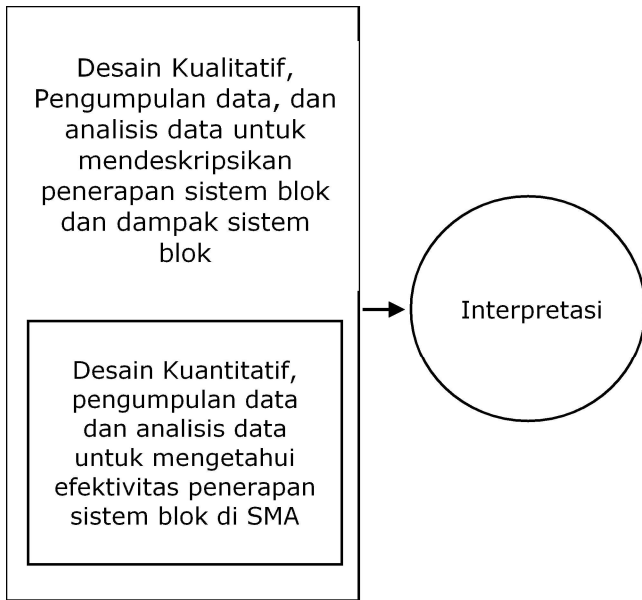 Desain Kualitatif,
Pengumpulan data, dan
analisis data untuk
mendeskripsikan
penerapan sistem blok
dan dampak sistem
blok
Desain Kuantitatif,
pengumpulan data
dan analisis data
untuk mengetahui
efektivitas penerapan
sistem blok di SMA
Interpretasi